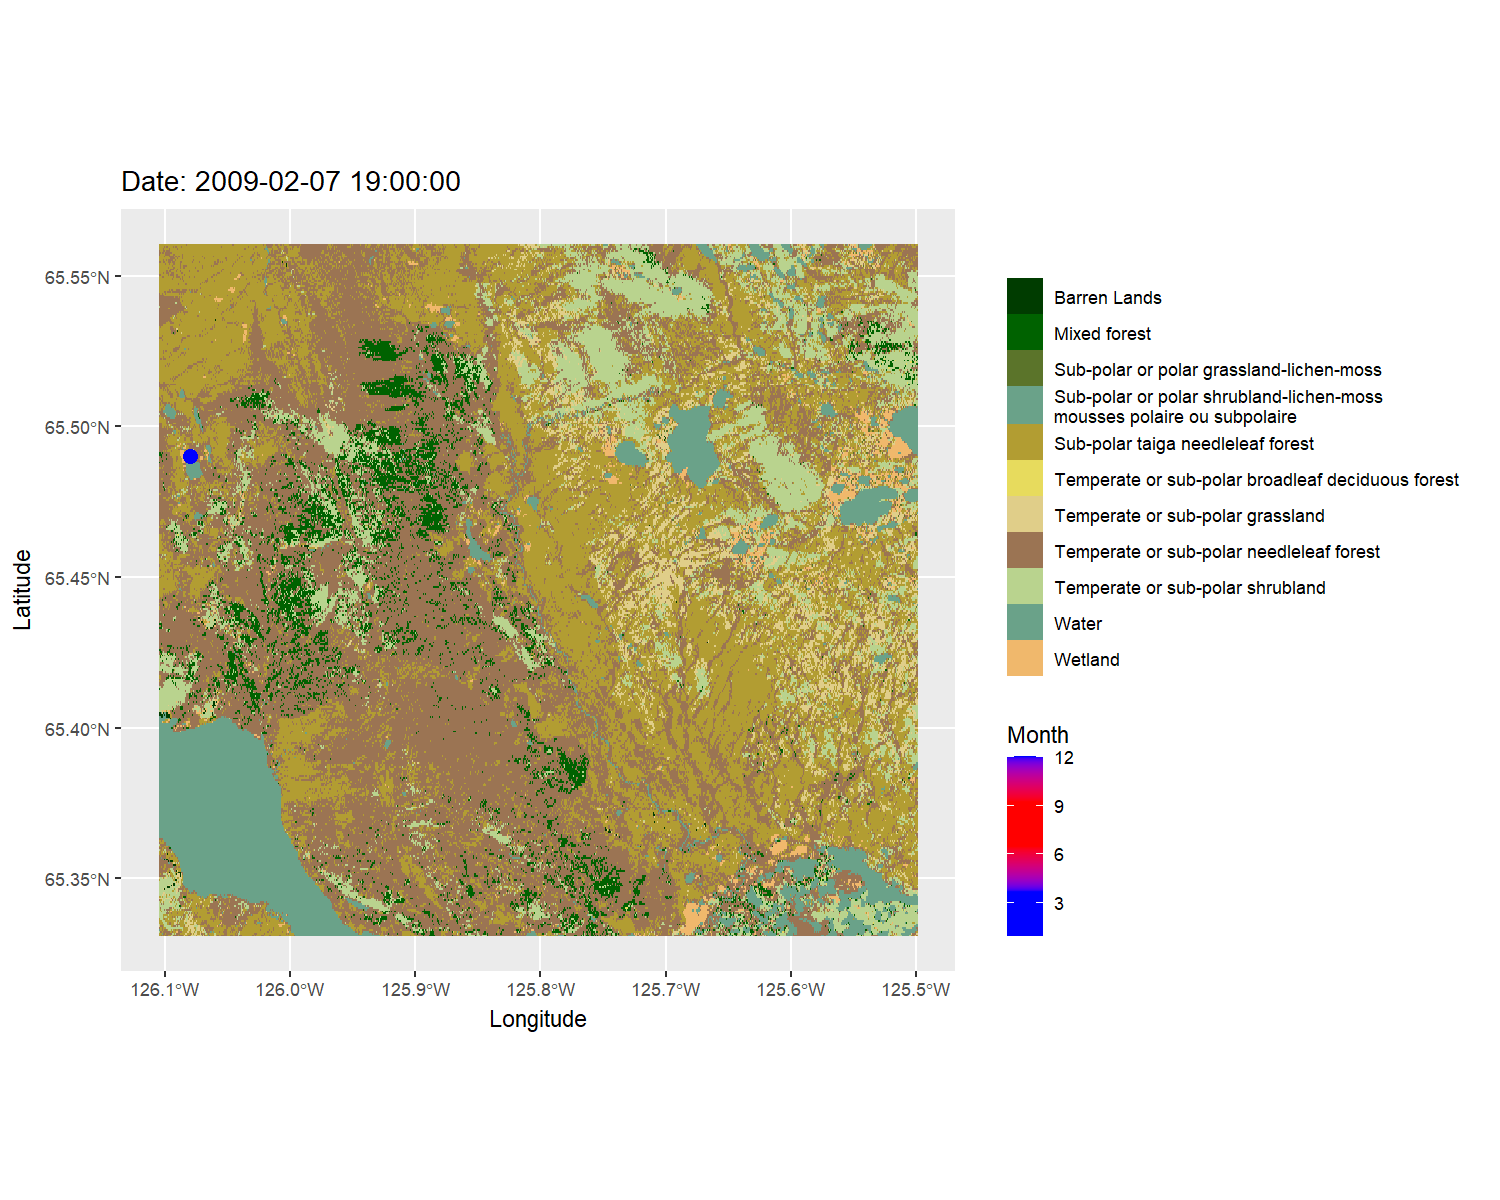 Date: 2009-02-07 19:00:00
65.55°N
65.50°N
65.45°N
65.40°N
65.35°N
Latitude
126.1°W 126.0°W 125.9°W 125.8°W 125.7°W 125.6°W 125.5°W
Longitude
Barren Lands
Mixed forest
Sub-polar or polar grassland-lichen-moss
Sub-polar or polar shrubland-lichen-moss
mousses polaire ou subpolaire
Sub-polar taiga needleleaf forest
Temperate or sub-polar broadleaf deciduous forest
Temperate or sub-polar grassland
Temperate or sub-polar needleleaf forest
Temperate or sub-polar shrubland
Water
Wetland
Month
12
9
6
3